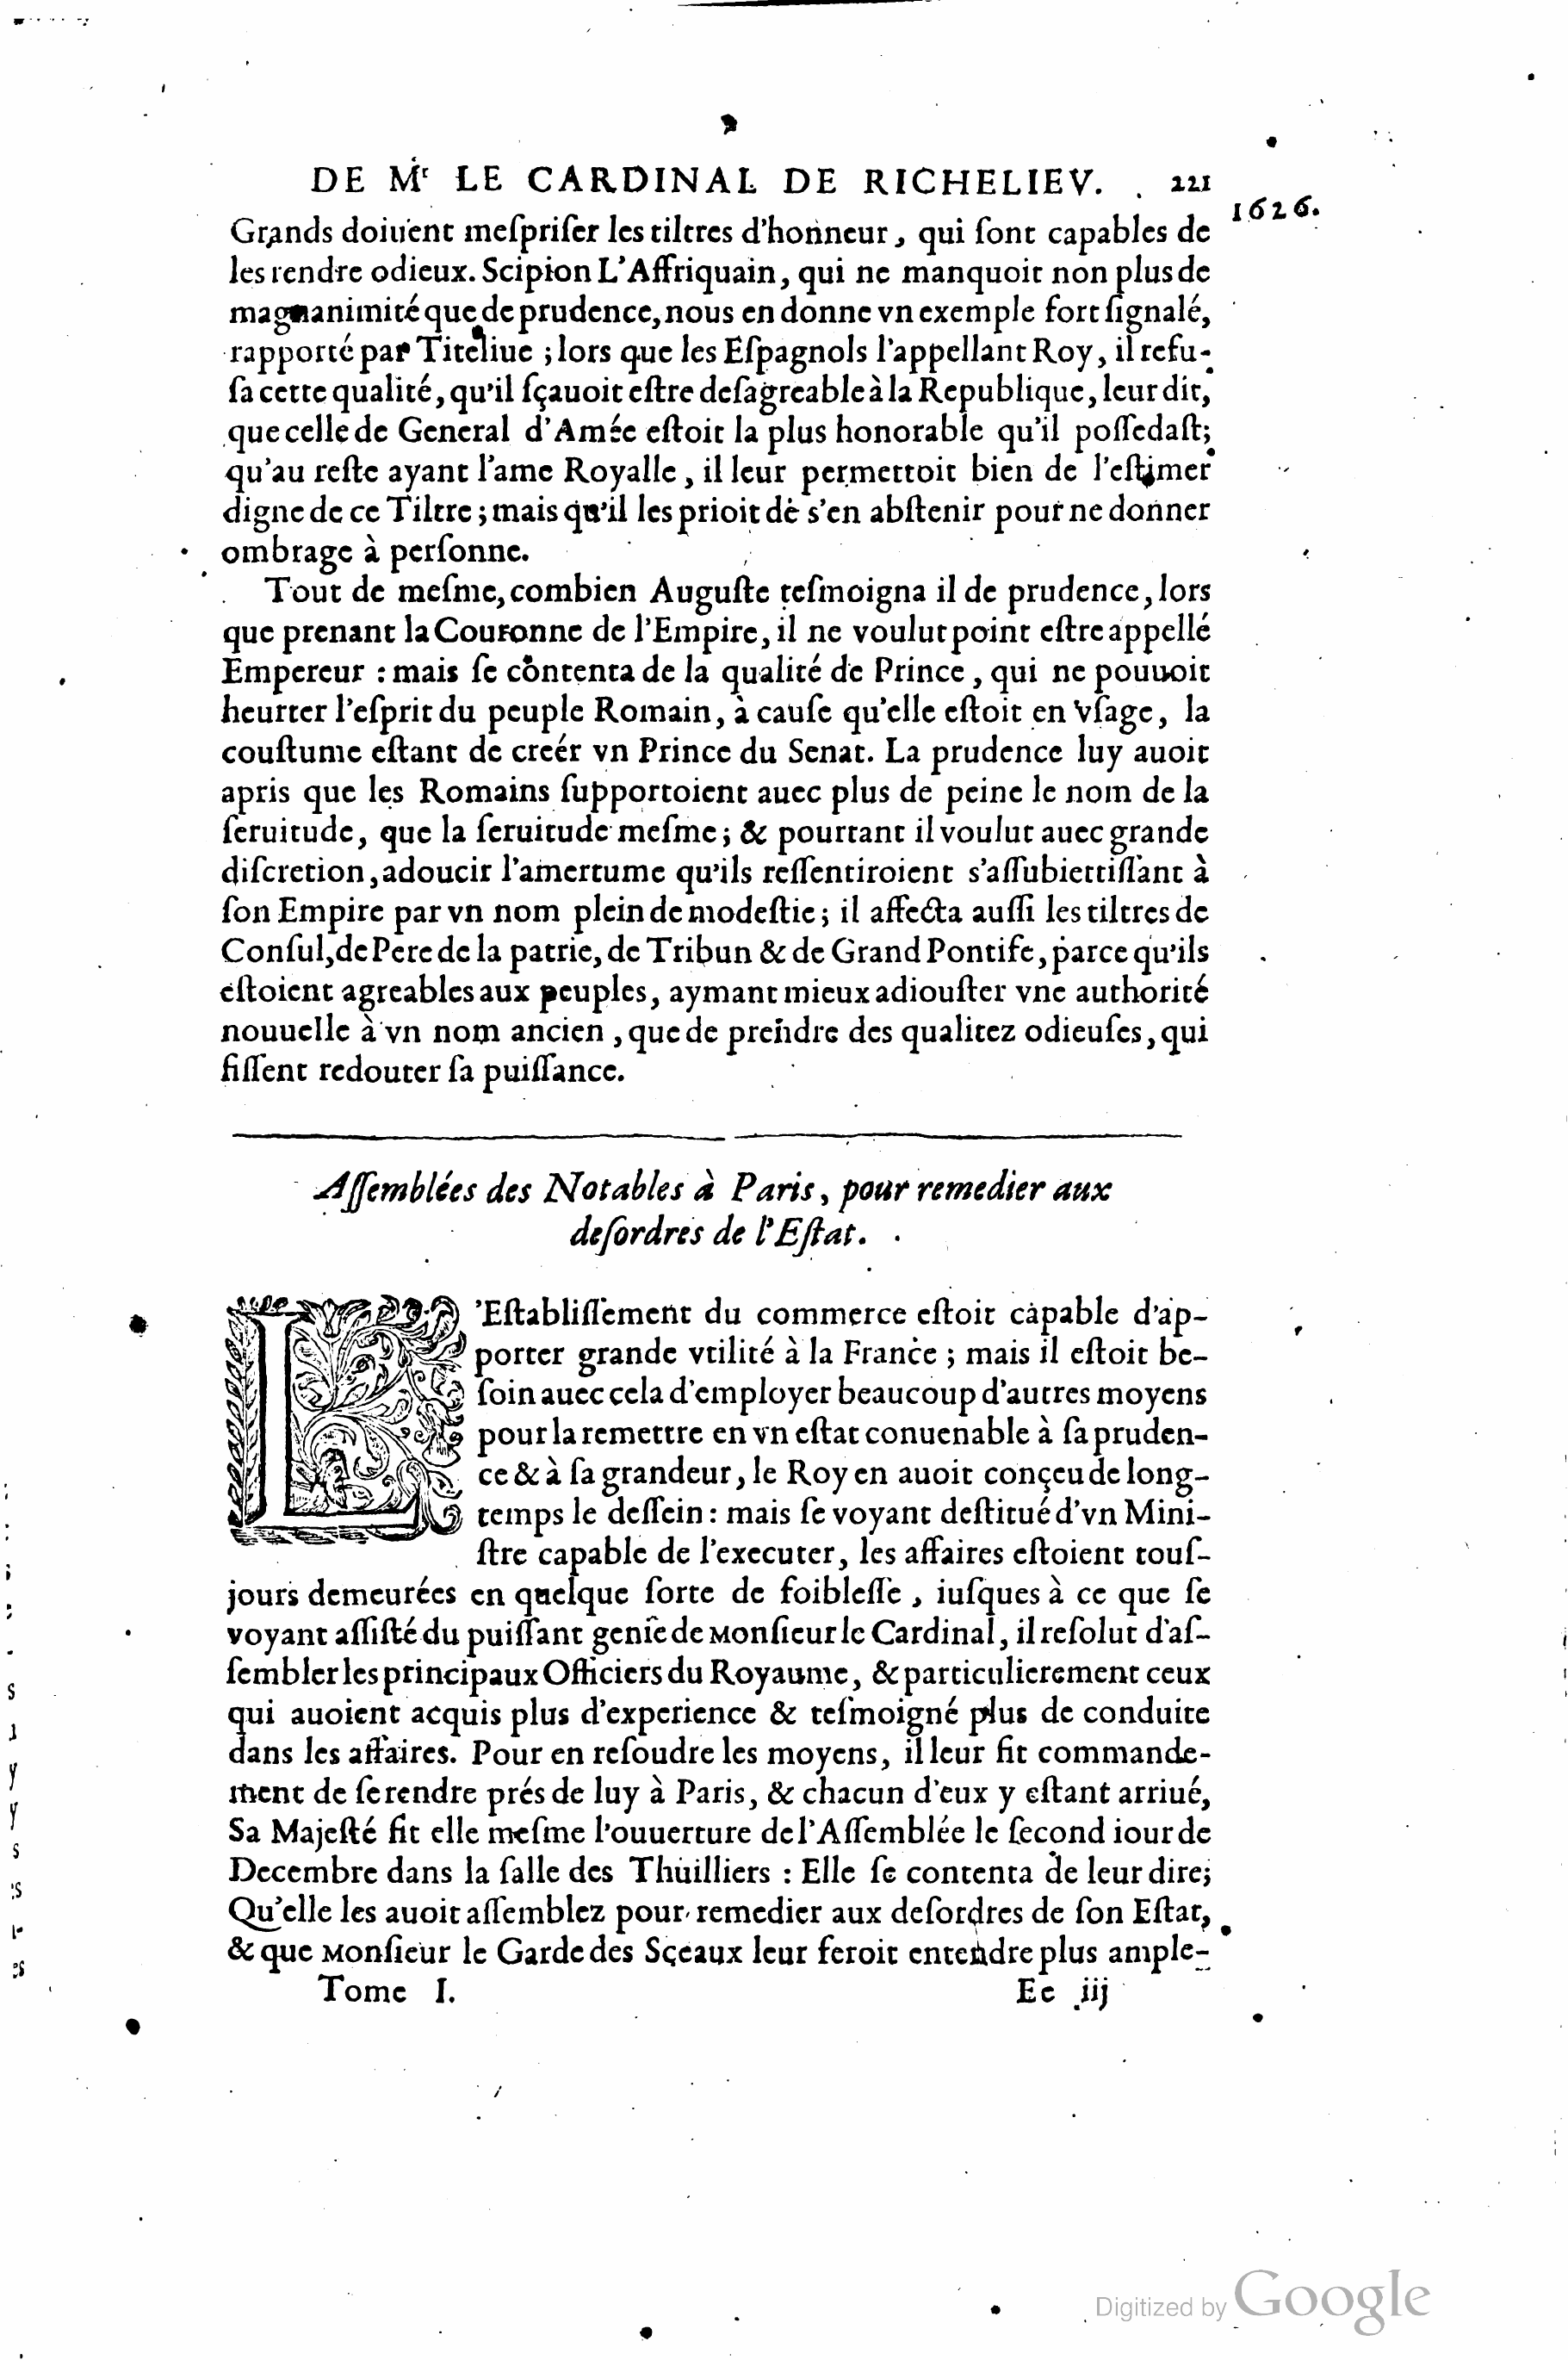 DE Mr LE CARDINAL DE RICHELIEV. 221
1626.
Grands doiuent meſpriſer les tiltres d'honneur, qui ſont capables de
les rendre odieux. Scipion L'Affriquain, qui ne manquoit non plus de
magnanimité que de prudence, nous en donne vn exemple fort ſignalé,
rapporté par Titeliue ; lors que les Eſpagnols l'appellant Roy, il refu-
ſa cette qualité, qu'il ſçauoit eſtre deſagreable à la Republique, leur dit,
que celle de General d'Amée eſtoit la plus honorable qu'il poſſedaſt;
qu'au reſte ayant l'ame Royalle, il leur permettoit bien de l'eſtimer
digne de ce Tiltre ; mais qu'il les prioit de s'en abſtenir pour ne donner
ombrage à perſonne.
Tout de meſme, combien Auguſte teſmoigna il de prudence, lors
que prenant la Couronne de l'Empire, il ne voulut point eſtre appellé
Empereur : mais ſe contenta de la qualité de Prince, qui ne pouuoit
heurter l'eſprit du peuple Romain, à cauſe qu'elle eſtoit en Vſage, la
couſtume eſtant de creér vn Prince du Senat. La prudence luy auoit
apris que les Romains ſupportoient auec plus de peine le nom de la
ſeruitude, que la ſeruitude meſme; & pourtant il voulut auec grande
diſcretion, adoucir l'amertume qu'ils reſſentiroient s'aſſubiettiſſant à
ſon Empire par vn nom plein de modeſtie; il affecta auſſi les tiltres de
Conſul, de Pere de la patrie, de Tribun & de Grand Pontife, parce qu'ils
eſtoient agreables aux peuples, aymant mieux adiouſter vne authorité
nouuelle à vn nom ancien, que de prendre des qualitez odieuſes, qui
fiſſent redouter ſa puiſſance.
Aſſemblées des Notables à Paris, pour remedier aux
deſordres de l'Eſtat.
L'Eſtabliſſement du commerce eſtoit capable d'ap-
porter grande vtilité à la France ; mais il eſtoit be-
ſoin auec cela d'employer beaucoup d'autres moyens
pour la remettre en vn eſtat conuenable à ſa pruden-
ce & à ſa grandeur, le Roy en auoit conçeu de long-
temps le deſſein : mais ſe voyant deſtitué d'vn Mini-
ſtre capable de l'executer, les affaires eſtoient touſ-
jours demeurées en quelque ſorte de foibleſſe, iuſques à ce que ſe
voyant aſſiſté du puiſſant genie de Monſieur le Cardinal, il reſolut d'aſ-
ſembler les principaux Officiers du Royaume, & particulierement ceux
qui auoient acquis plus d'experience & teſmoigné plus de conduite
dans les affaires. Pour en reſoudre les moyens, il leur fit commande-
ment de ſe rendre prés de luy à Paris, & chacun d'eux y eſtant arriué,
Sa Majeſté fit elle meſme l'ouuerture de l'Aſſemblée le ſecond iour de
Decembre dans la ſalle des Thuilliers : Elle ſe contenta de leur dire;
Qu'elle les auoit aſſemblez pour remedier aux deſordres de ſon Eſtat,
& que Monſieur le Garde des Sçeaux leur feroit entendre plus ample-
Tome I. Ee iij
Digitized by Google